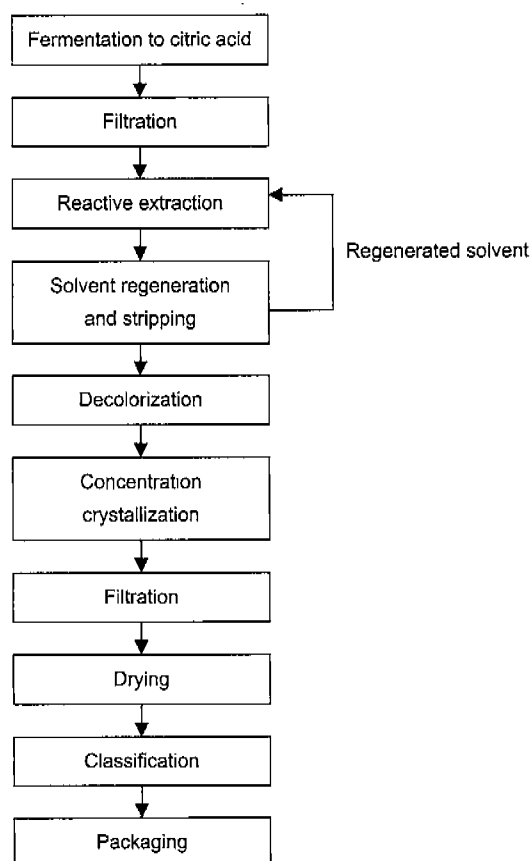 Fermentation to citric acid
Filtration
Reactive extraction
Regenerated solvent
Solvent regeneration
and stripping
Decolorization
Concentration
crystallization
Filtration
Drying
Classification
Packaging